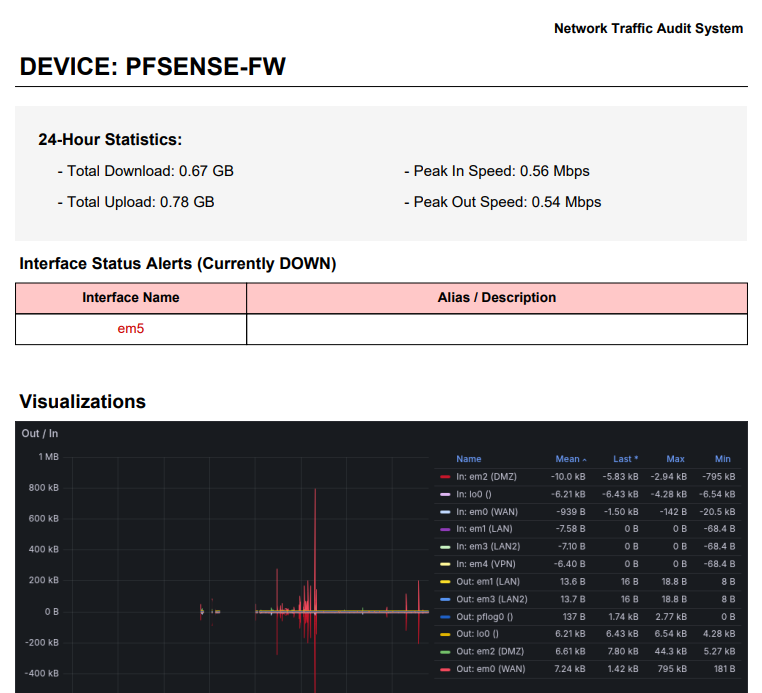 Network Traffic Audit System
DEVICE: PFSENSE-FW
24-Hour Statistics:
- Total Download: 0.67 GB
- Peak In Speed: 0.56 Mbps
- Total Upload: 0.78 GB
- Peak Out Speed: 0.54 Mbps
Interface Status Alerts (Currently DOWN)
Interface Name Alias / Description
em5
Visualizations
Out / In
1 MB
800 kB
600 kB
400 kB
200 kB
0 B
-200 kB
-400 kB
Name Mean Last * Max Min
In: em2 (DMZ) -10.0 kB -5.83 kB -2.94 kB -795 kB
In: lo0 () -6.21 kB -6.43 kB -4.28 kB -6.54 kB
In: em0 (WAN) -939 B -1.50 kB -142 B -20.5 kB
In: em1 (LAN) -7.58 B 0 B 0 B -68.4 B
In: em3 (LAN2) -7.10 B 0 B 0 B -68.4 B
In: em4 (VPN) -6.40 B 0 B 0 B -68.4 B
Out: em1 (LAN) 13.6 B 16 B 18.8 B 8 B
Out: em3 (LAN2) 13.7 B 16 B 18.8 B 8 B
Out: pflog0 () 137 B 1.74 kB 2.77 kB 0 B
Out: lo0 () 6.21 kB 6.43 kB 6.54 kB 4.28 kB
Out: em2 (DMZ) 6.61 kB 7.80 kB 44.3 kB 5.27 kB
Out: em0 (WAN) 7.24 kB 1.42 kB 795 kB 181 B